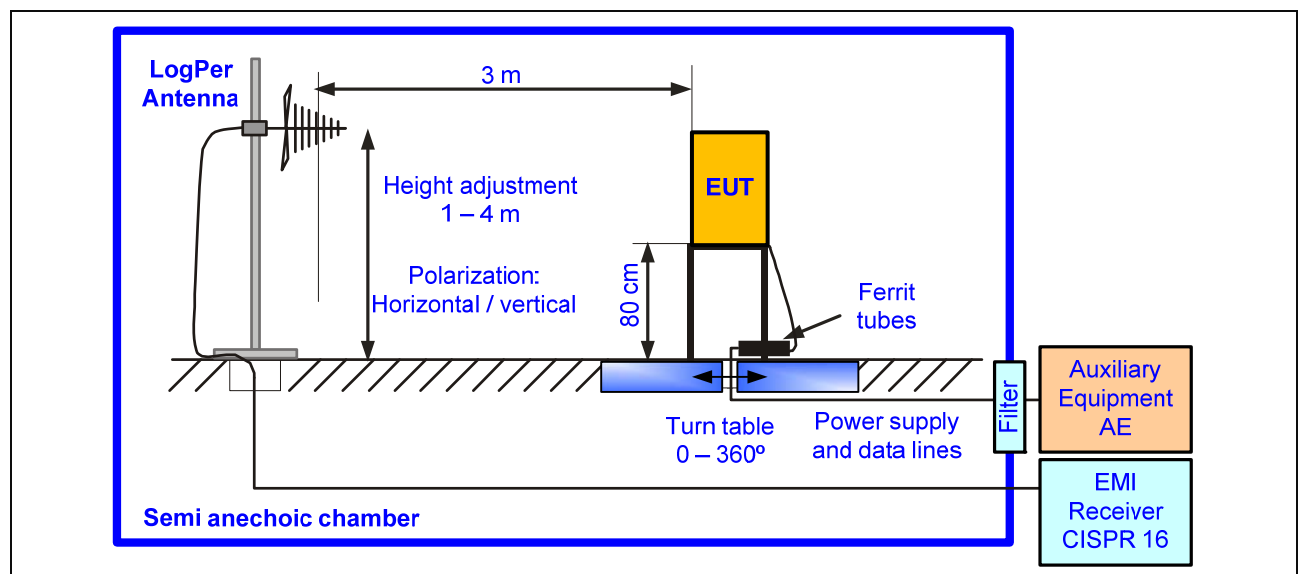 LogPer
Antenna
3 m
Height adjustment
1 – 4 m
Polarization:
Horizontal / vertical
EUT
80 cm
Ferrit
tubes
Turn table
0 – 360º
Power supply
and data lines
Filter
Auxiliary
Equipment
AE
EMI
Receiver
CISPR 16
Semi anechoic chamber